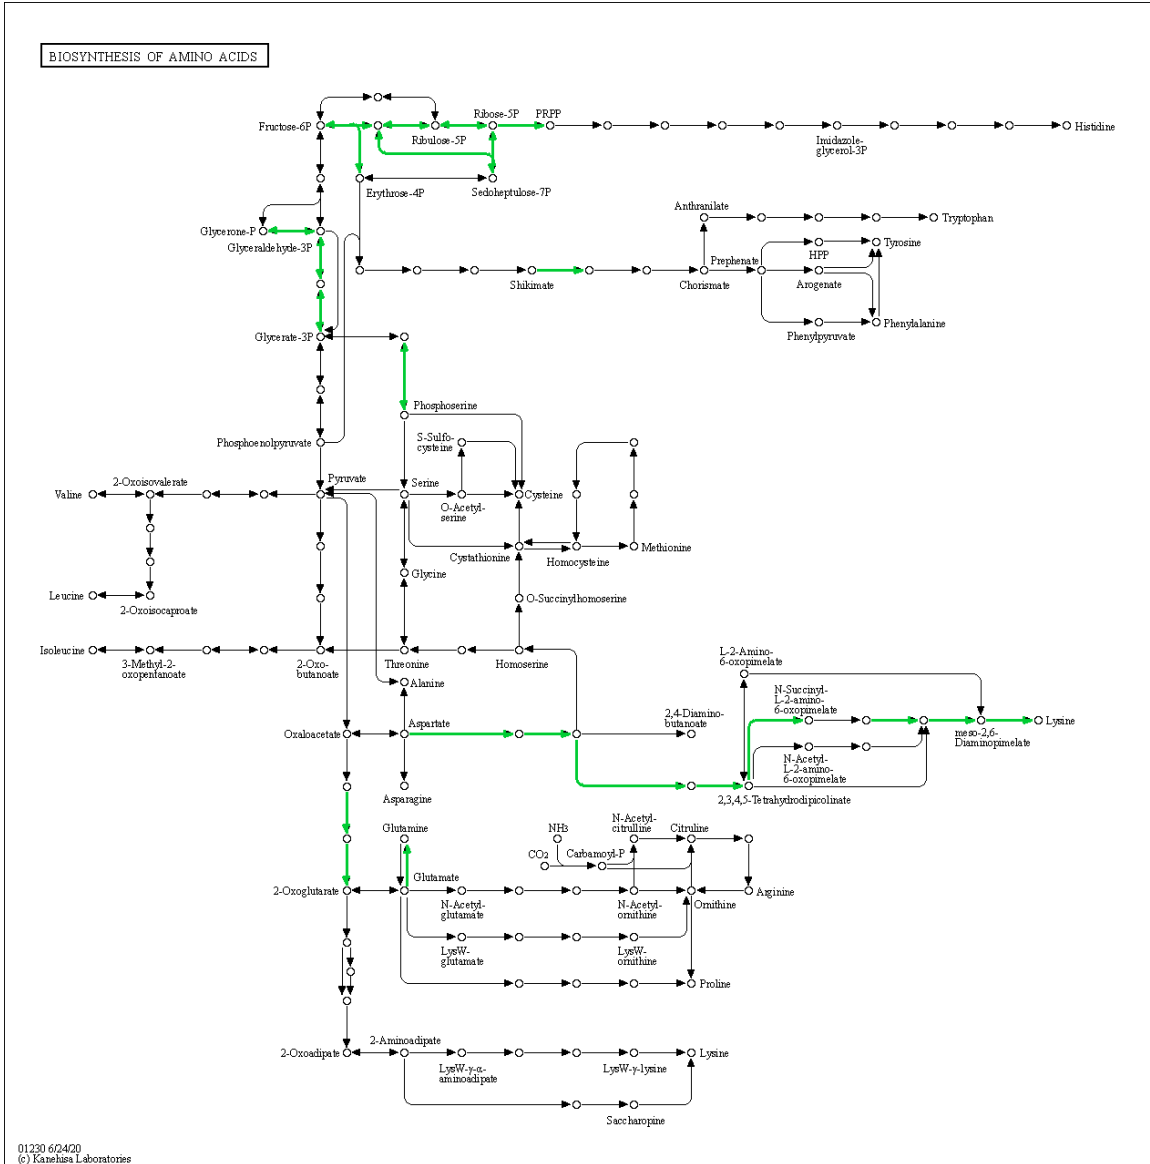 BIOSYNTHESIS OF AMINO ACIDS
Fructose-6P
Ribulose-5P
Ribose-5P
PRPP
Imidazole-
glycerol-3P
Histidine
Erythrose-4P
Sedoheptulose-7P
Glycerone-P
Glyceraldehyde-3P
Anthranilate
Tryptophan
Prephenate
HPP
Tyrosine
Shikimate
Chorismate
Arogenate
Phenylpyruvate
Phenylalanine
Glycerate-3P
Phosphoserine
Phosphoenolpyruvate
S-Sulfo-
cysteine
Valine
2-Oxoisovalerate
Pyruvate
Serine
O-Acetyl-
serine
Cysteine
Cystathionine
Homocysteine
Methionine
Glycine
Leucine
2-Oxoisocaproate
O-Succinylhomoserine
Isoleucine
3-Methyl-2-
oxopentanoate
2-Oxo-
butanoate
Threonine
Homoserine
Alanine
L-2-Amino-
6-oxopimelate
N-Succinyl-
L-2-amino-
6-oxopimelate
2,4-Diamino-
butanoate
Oxaloacetate
Aspartate
Lysine
meso-2,6-
Diaminopimelate
N-Acetyl-
L-2-amino-
6-oxopimelate
Asparagine
2,3,4,5-Tetrahydrodipicolinate
Glutamine
NH3
N-Acetyl-
citrulline
Citruline
CO2
Carbamoyl-P
2-Oxoglutarate
Glutamate
N-Acetyl-
glutamate
N-Acetyl-
ornithine
Ornithine
Arginine
LysW-
glutamate
LysW-
ornithine
Proline
2-Oxoadipate
2-Aminoadipate
LysW-γ-α-
aminoadipate
LysW-γ-lysine
Lysine
Saccharopine
01230 6/24/20
(c) Kanehisa Laboratories